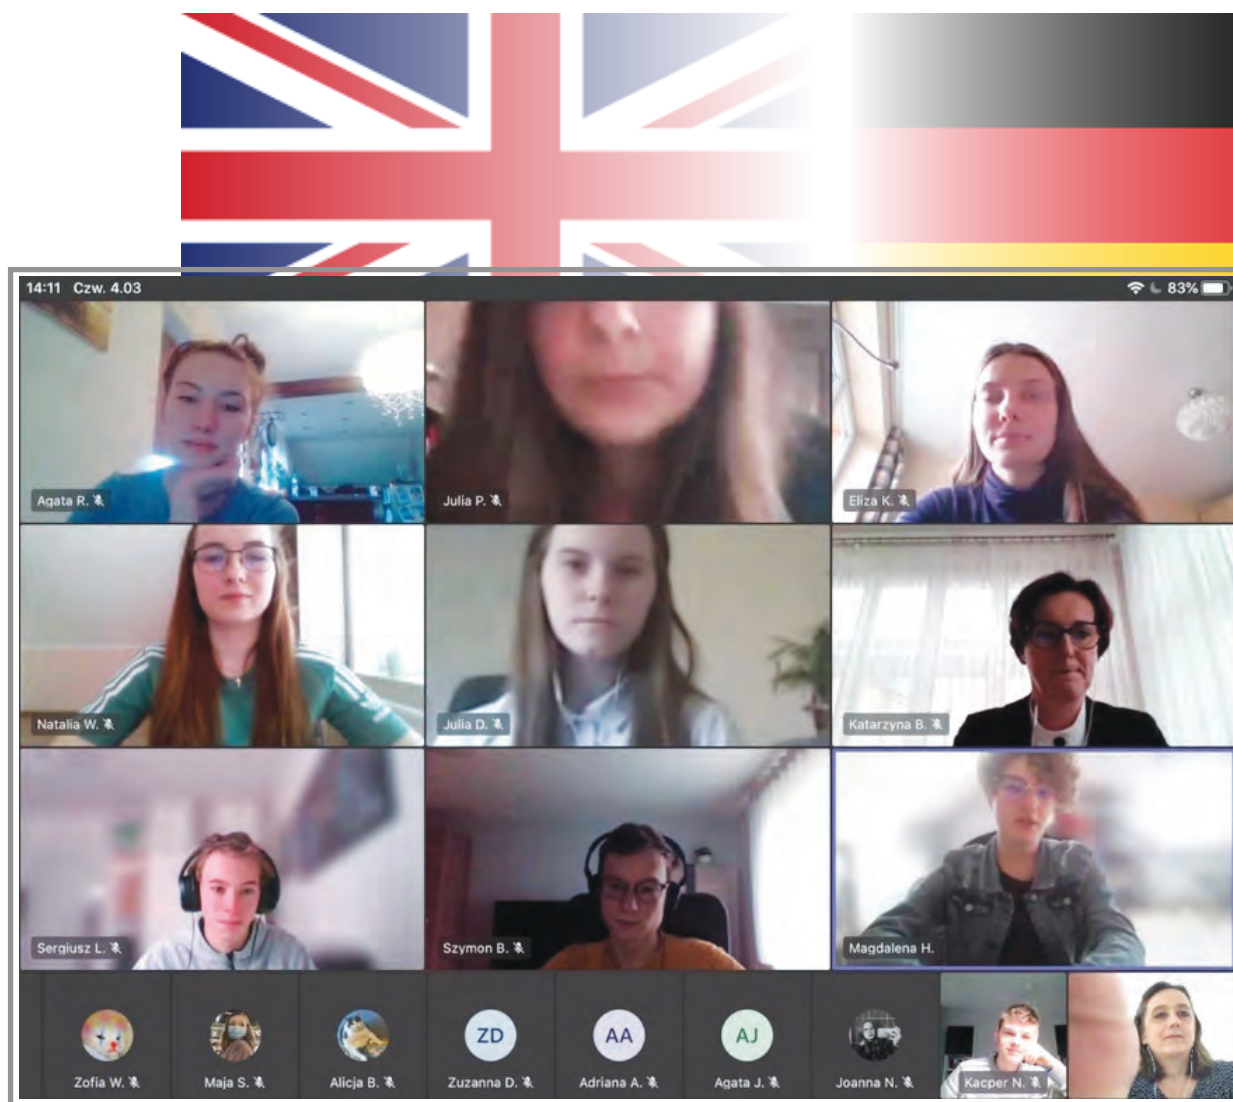 14:11 Czw. 4.03
83%
Agata R.
Julia P.
Eliza K.
Natalia W.
Julia D.
Katarzyna B.
Sergiusz L.
Szymon B.
Magdalena H.
ZD
AA
AJ
Zofia W.
Maja S.
Alicja B.
Zuzanna D.
Adriana A.
Agata J.
Joanna N.
Kacper N.